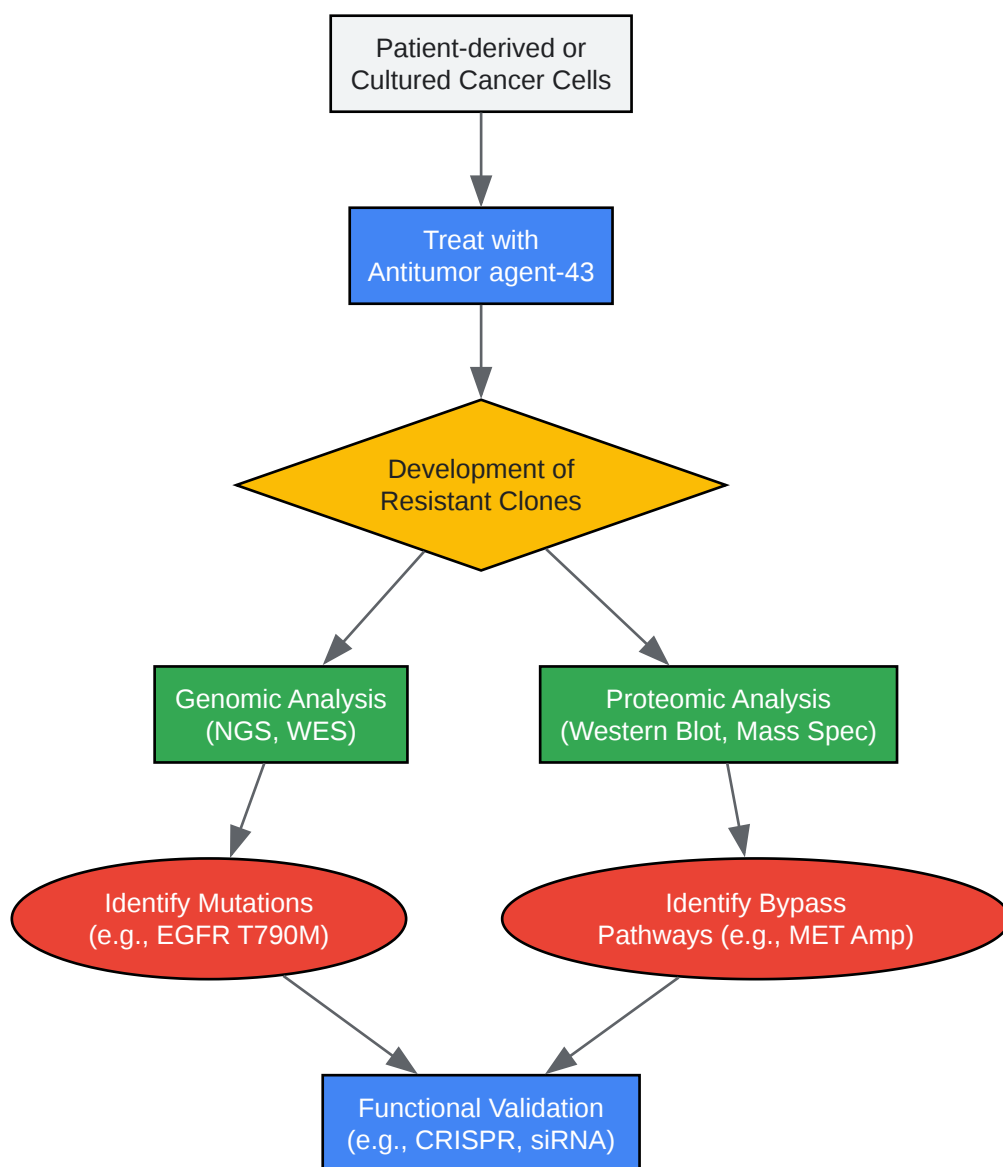 Patient-derived or
Cultured Cancer Cells
Treat with
Antitumor agent-43
Development of
Resistant Clones
Genomic Analysis
(NGS, WES)
Proteomic Analysis
(Western Blot, Mass Spec)
Identify Mutations
(e.g., EGFR T790M)
Identify Bypass
Pathways (e.g., MET Amp)
Functional Validation
(e.g., CRISPR, siRNA)